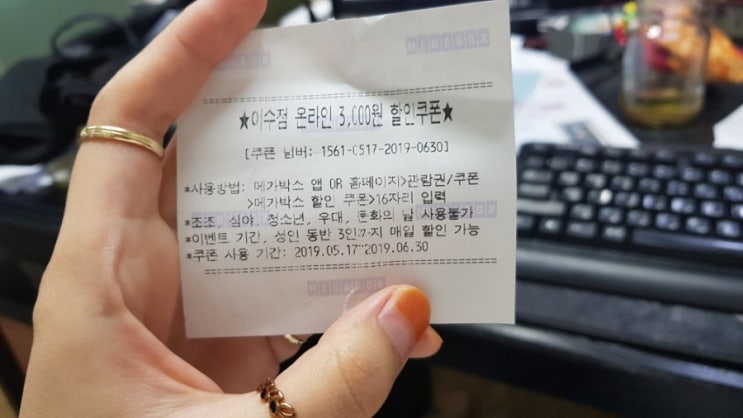 MEGABOX
★이수점 온라인 3,000원 할인쿠폰★
[쿠폰 넘버: 1561-0517-2019-0630]
*사용방법: 메가박스 앱 OR 홈페이지>관람권/쿠폰
>메가박스 할인 쿠폰>16자리 입력
*조조, 심야, 청소년, 우대, 문화의 날 사용불가
*이벤트 기간, 성인 동반 3인까지 매일 할인 가능
*쿠폰 사용 기간: 2019.05.17~2019.06.30
MEGABOX